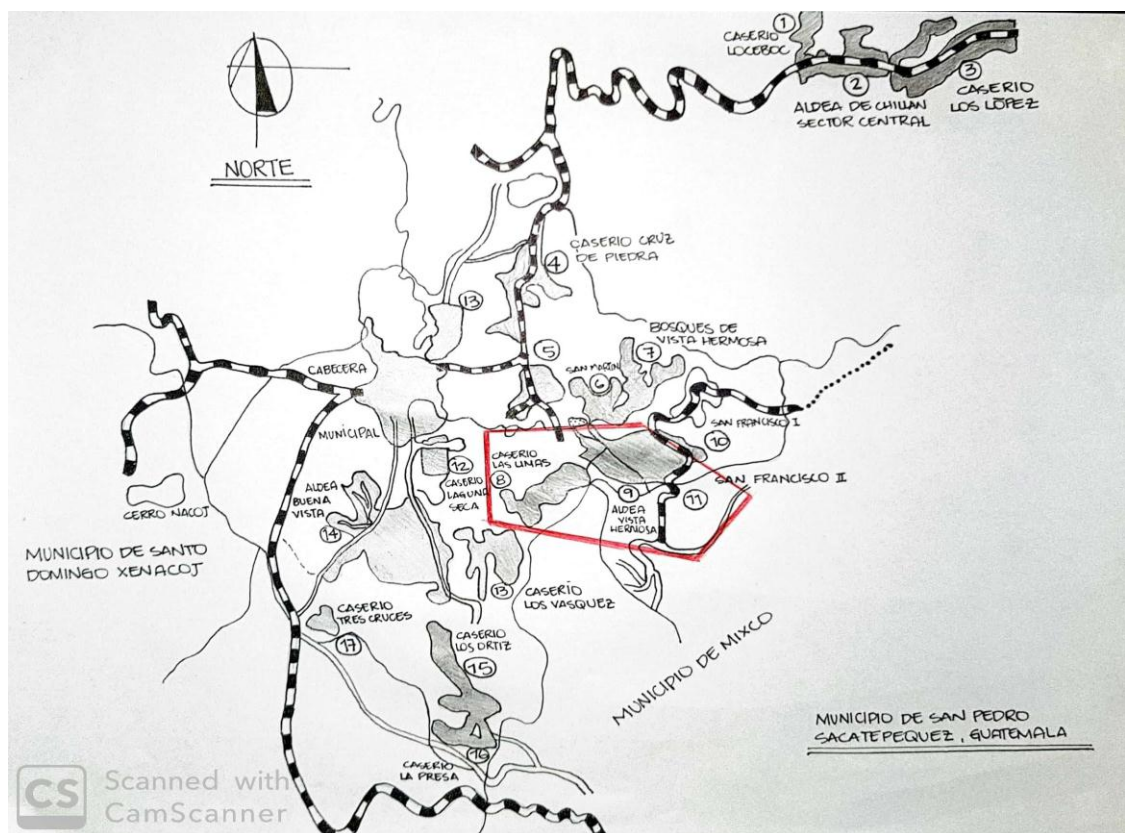 1
CASERIO
LOCEBOC
2
ALDEA DE CHILLAN
SECTOR CENTRAL
3
CASERIO
LOS LÓPEZ
NORTE
CASERIO CRUZ
DE PIEDRA
4
13
BOSQUES DE
VISTA HERMOSA
5
7
SAN MARTIN
6
CABECERA
MUNICIPAL
SAN FRANCISCO I
10
12
CASERIO
LAGUNA
SECA
CASERIO
LAS LIMAS
8
SAN FRANCISCO II
9
ALDEA
VISTA
HERMOSA
11
ALDEA
BUENA
VISTA
14
CERRO NACOJ
MUNICIPIO DE SANTO
DOMINGO XENACOJ
13
CASERÍO
LOS VASQUEZ
CASERIO
TRES CRUCES
17
CASERIO
LOS ORTIZ
15
16
CASERIO
LA PRESA
MUNICIPIO DE MIXCO
MUNICIPIO DE SAN PEDRO
SACATEPEQUEZ, GUATEMALA
CS
Scanned with
CamScanner